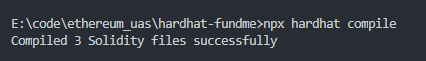 E:\code\ethereum_uas\hardhat-fundme>npx hardhat compile
Compiled 3 Solidity files successfully